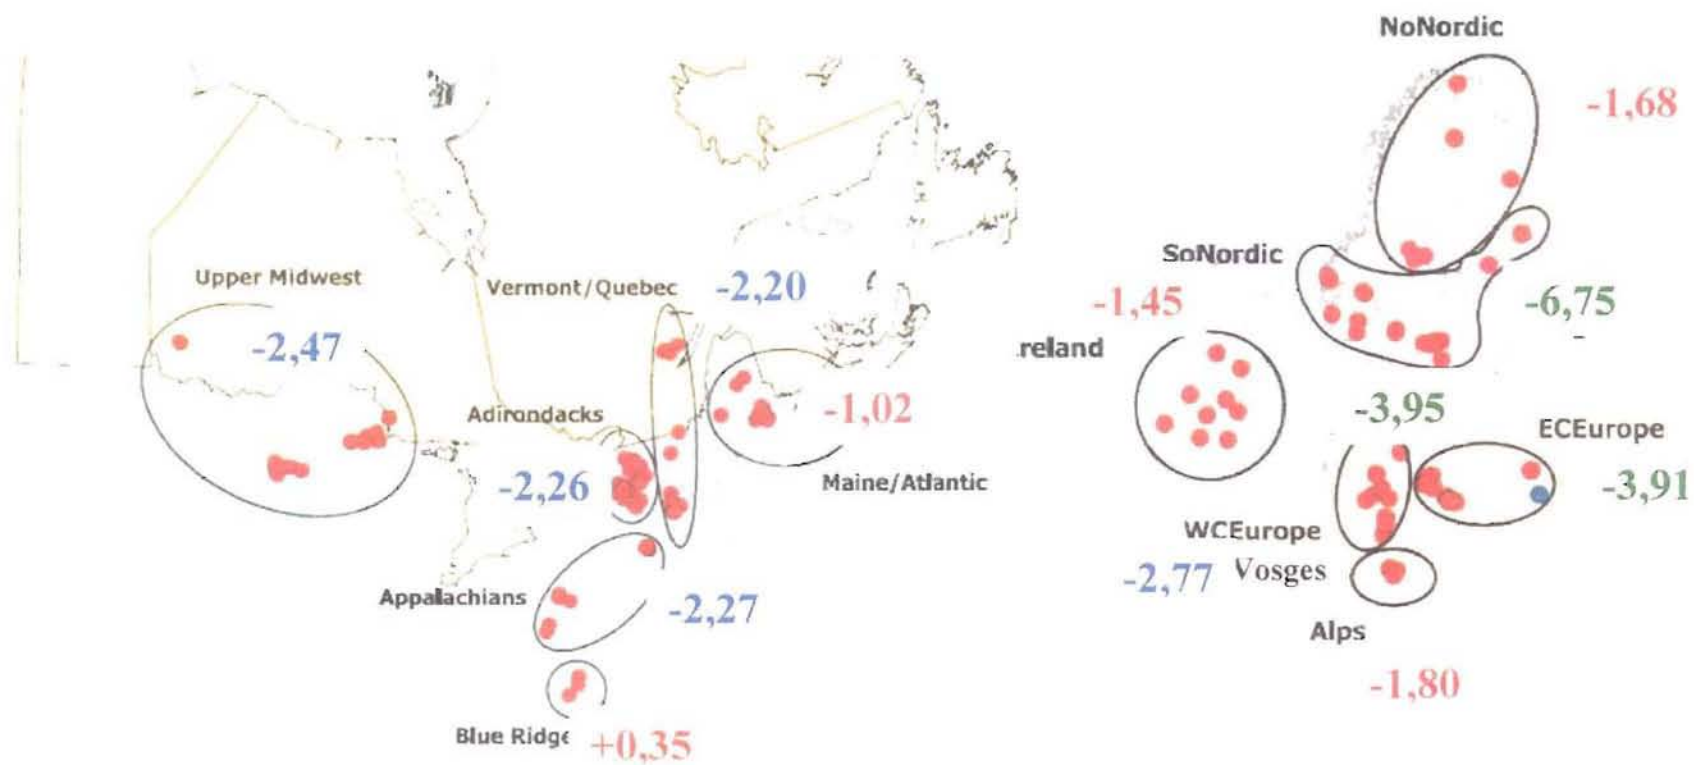 NoNordic
-1,68
SoNordic
-1,45
-6,75
reland
Upper Midwest
Vermont/Quebec
-2,20
-2,47
Adirondacks
-1,02
-3,95
ECEurope
-2,26
Maine/Atlantic
-3,91
WCEurope
-2,77
Vosges
Appalachians
-2,27
Alps
-1,80
Blue Ridge
+0,35